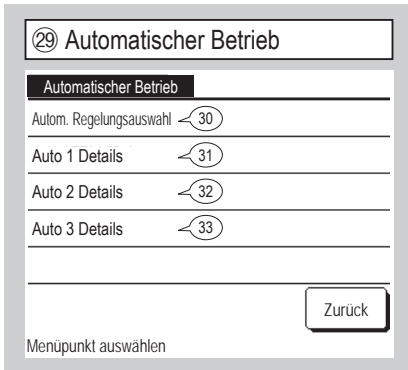 ㉙ Automatischer Betrieb
Automatischer Betrieb
Autom. Regelungsauswahl 30
Auto 1 Details 31
Auto 2 Details 32
Auto 3 Details 33
Zurück
Menüpunkt auswählen